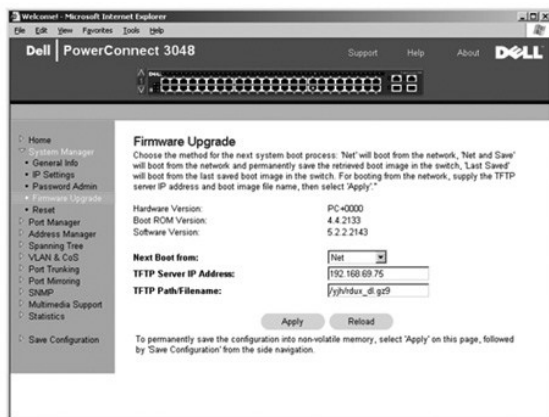 Welcome! - Microsoft Internet Explorer
File Edit View Favorites Tools Help
Dell | PowerConnect 3048
Support Help About DELL
Home
System Manager
General Info
IP Settings
Password Admin
Firmware Upgrade
Reset
Port Manager
Address Manager
Spanning Tree
VLAN & CoS
Port Trunking
Port Mirroring
SNMP
Multimedia Support
Statistics
Save Configuration
Firmware Upgrade
Choose the method for the next system boot process: 'Net' will boot from the network, 'Net and Save'
will boot from the network and permanently save the retrieved boot image in the switch, 'Last Saved'
will boot from the last saved boot image in the switch. For booting from the network, supply the TFTP
server IP address and boot image file name, then select 'Apply'."
Hardware Version: PC+0000
Boot ROM Version: 4.4.2133
Software Version: 5.2.2.2143
Next Boot from: Net
TFTP Server IP Address: 192.168.69.75
TFTP Path/Filename: /yjh/rdux_dl.gz9
Apply Reload
To permanently save the configuration into non-volatile memory, select 'Apply' on this page, followed
by 'Save Configuration' from the side navigation.